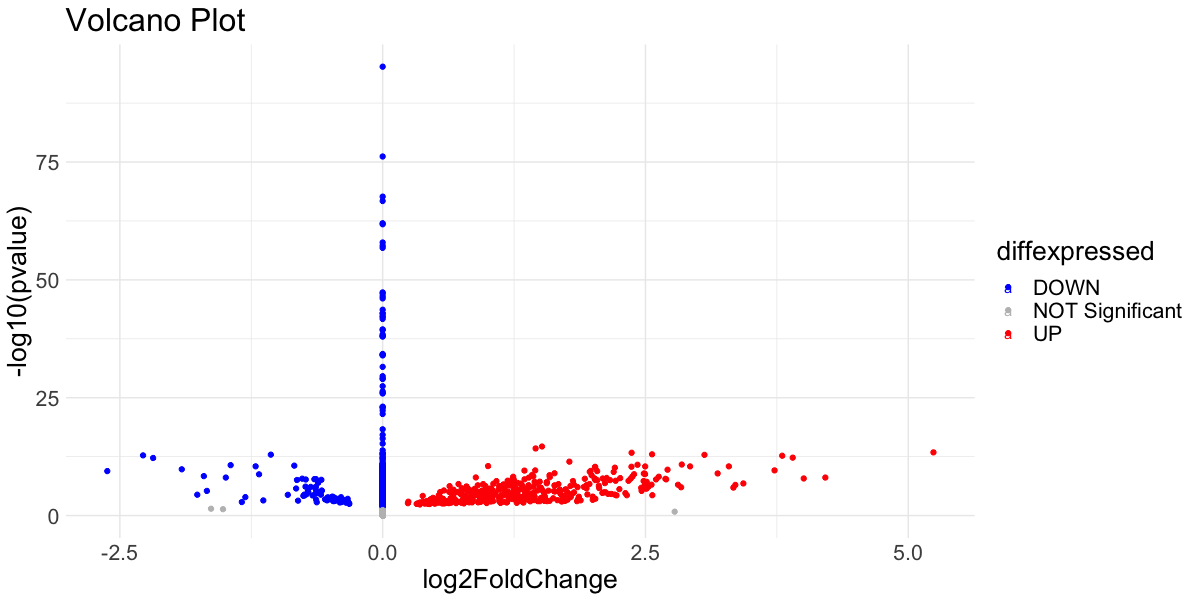 Volcano Plot
-log10(pvalue)
75
50
25
0
-2.5
0.0
2.5
5.0
log2FoldChange
diffexpressed
a DOWN
a NOT Significant
a UP